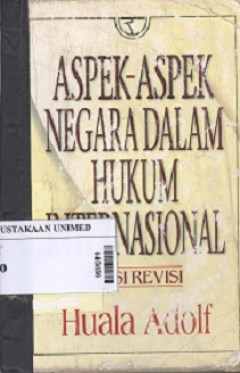 ASPEK-ASPEK
NEGARA DALAM
HUKUM
NASIONAL
SI REVISI
Huala Adolf
USTAKAAN UNIMED